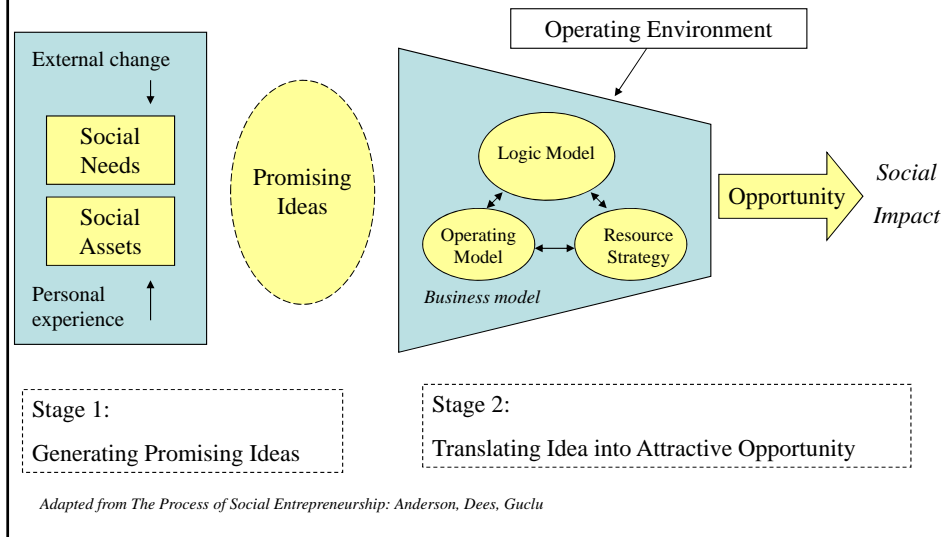 Operating Environment
External change
Social
Needs
Social
Assets
Personal
experience
Promising
Ideas
Logic Model
Operating
Model
Resource
Strategy
Business model
Opportunity
Social
Impact
Stage 1:
Generating Promising Ideas
Stage 2:
Translating Idea into Attractive Opportunity
Adapted from The Process of Social Entrepreneurship: Anderson, Dees, Guclu